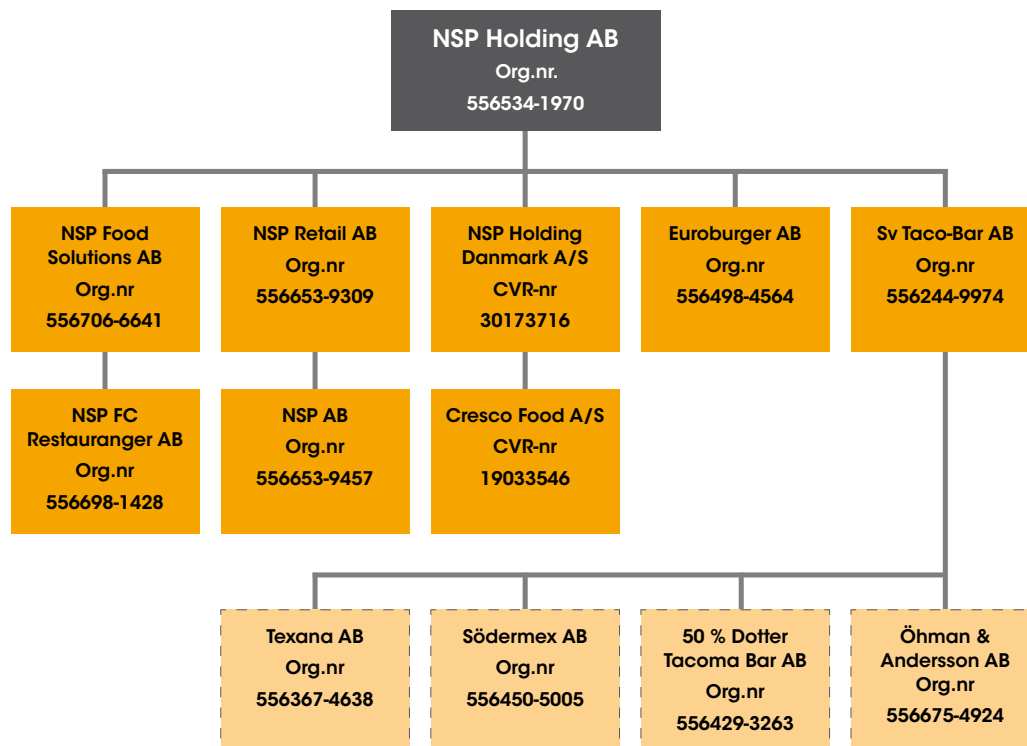 NSP Holding AB
Org.nr.
556534-1970
NSP Food
Solutions AB
Org.nr
556706-6641
NSP Retail AB
Org.nr
556653-9309
NSP Holding
Danmark A/S
CVR-nr
30173716
Euroburger AB
Org.nr
556498-4564
Sv Taco-Bar AB
Org.nr
556244-9974
NSP FC
Restauranger AB
Org.nr
556698-1428
NSP AB
Org.nr
556653-9457
Cresco Food A/S
CVR-nr
19033546
Texana AB
Org.nr
556367-4638
Södermex AB
Org.nr
556450-5005
50 % Dotter
Tacoma Bar AB
Org.nr
556429-3263
Öhman &
Andersson AB
Org.nr
556675-4924